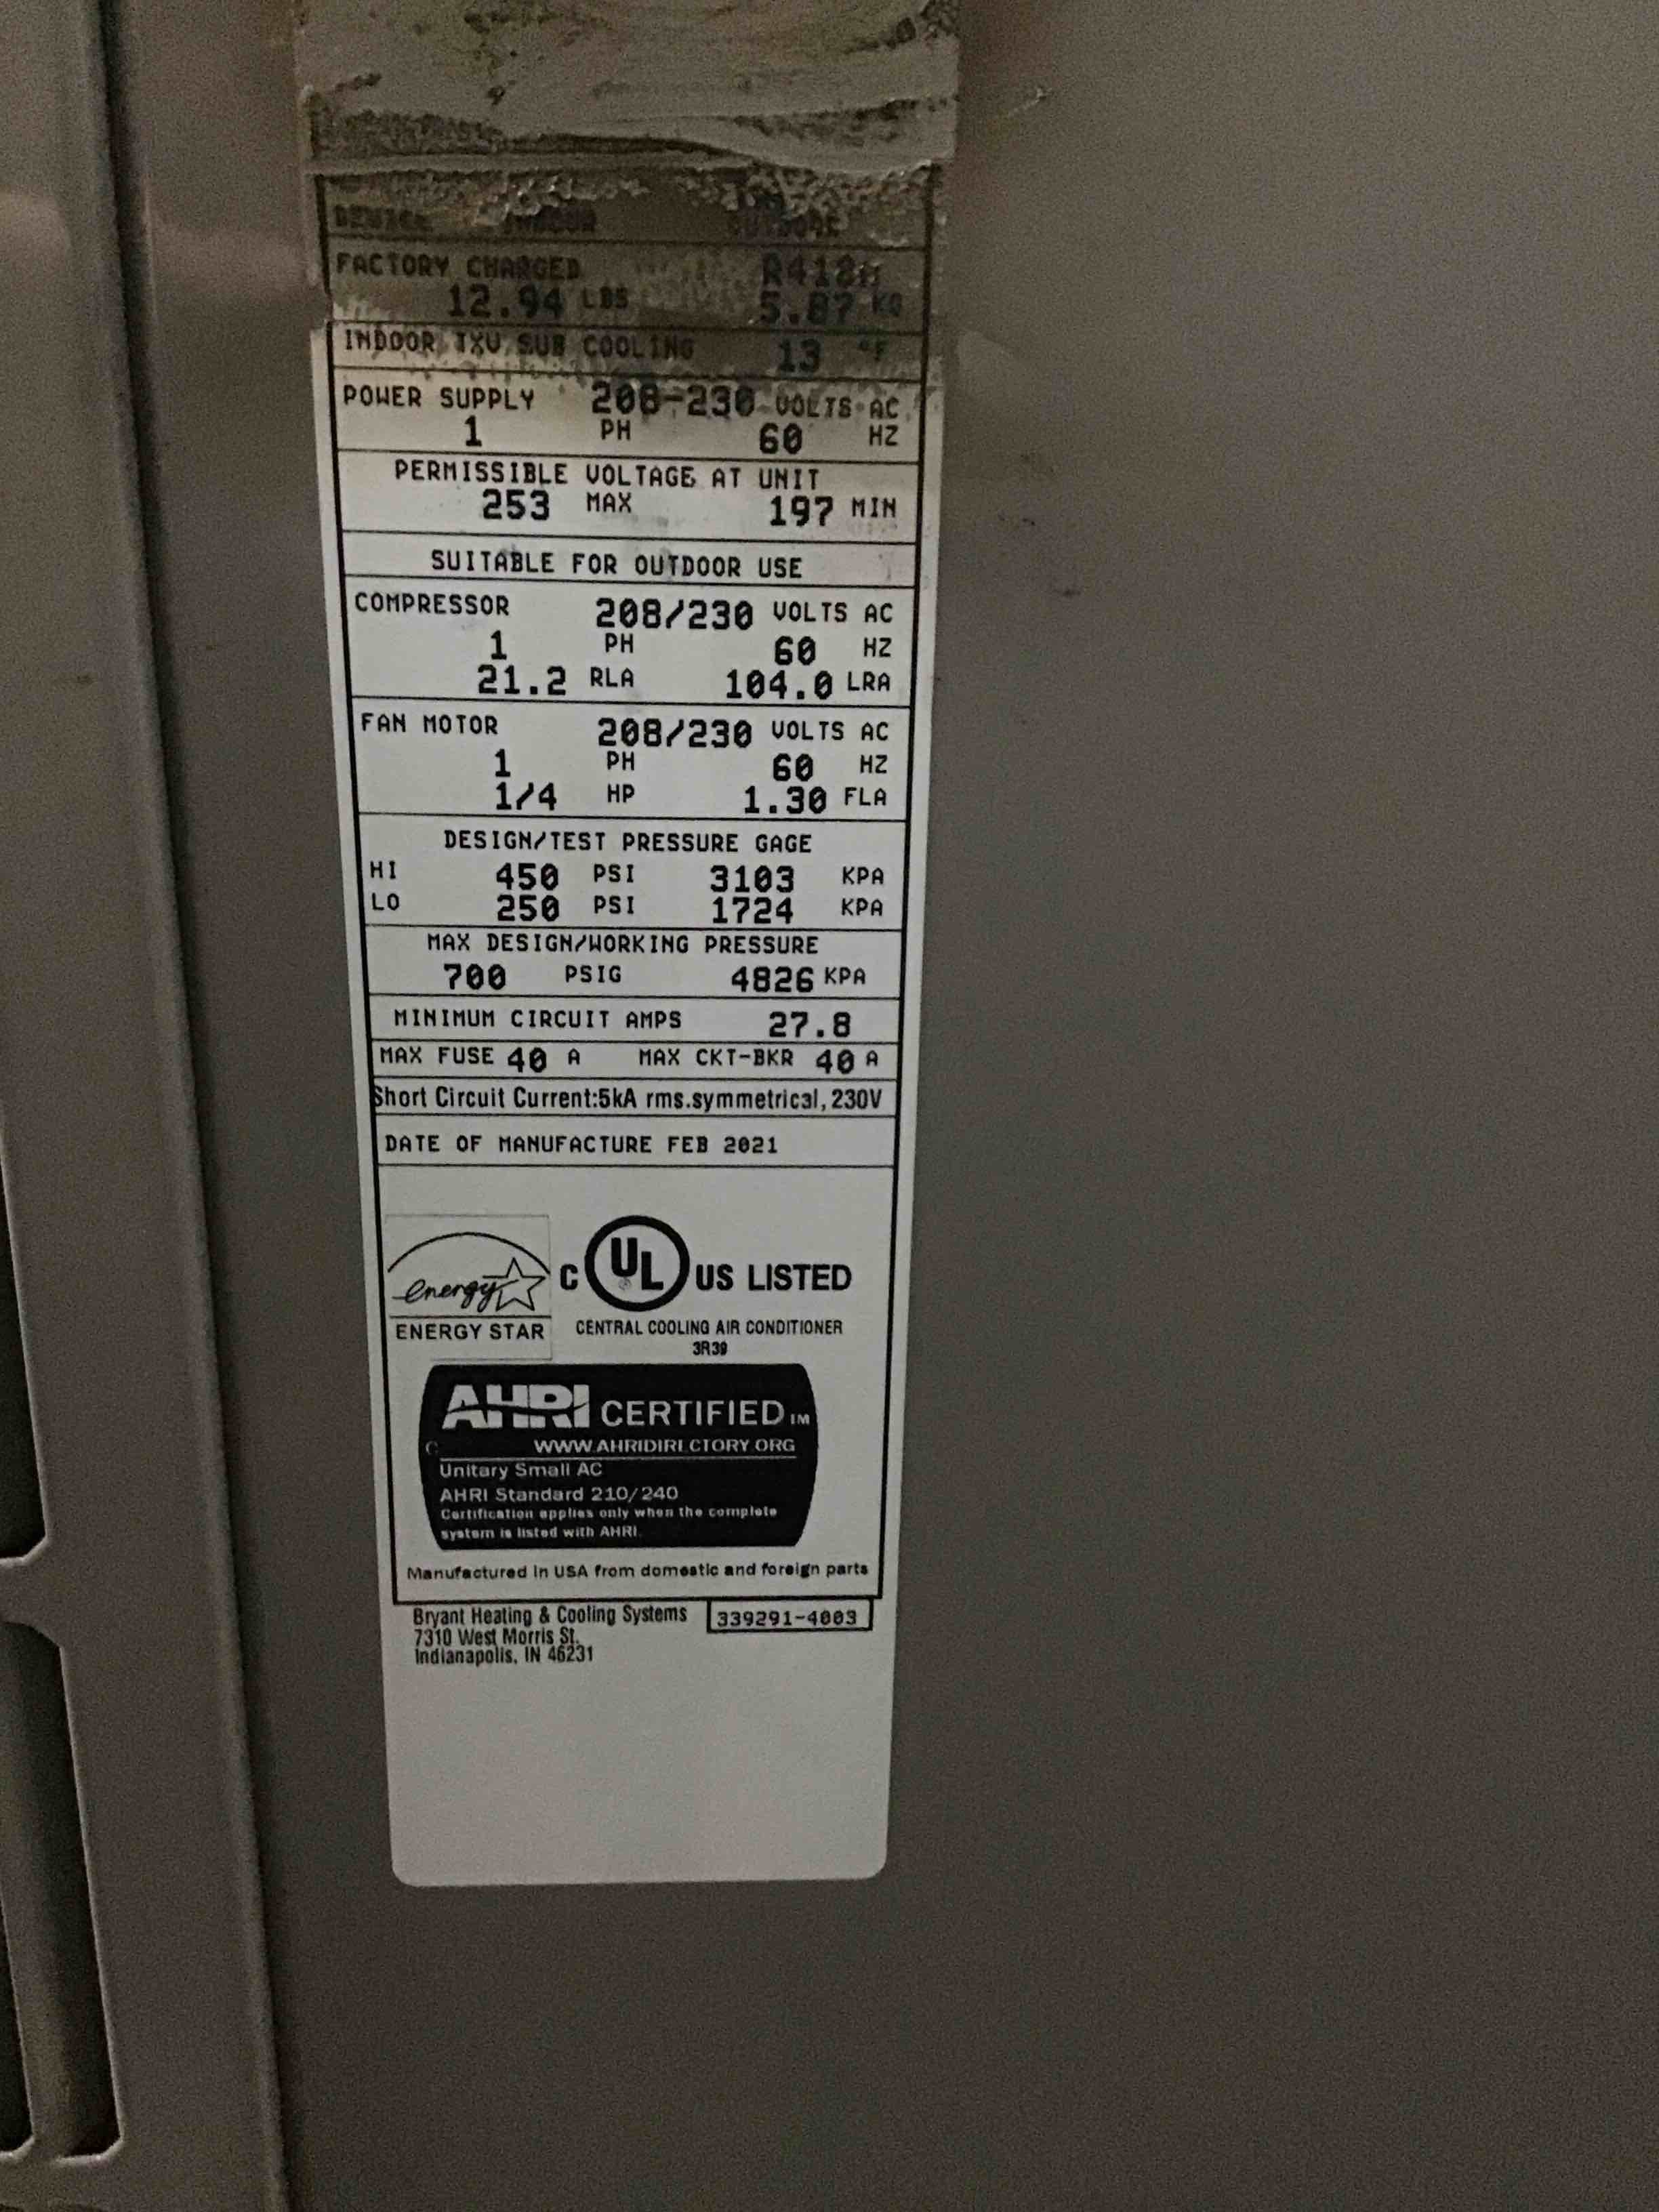 DEVICE INDOOR
FACTORY CHARGED
12.94 LBS 5.87 KG
INDOOR TXV SUB COOLING 13 °F
POWER SUPPLY 208-230 VOLTS AC
1 PH 60 HZ
PERMISSIBLE VOLTAGE AT UNIT
253 MAX 197 MIN
SUITABLE FOR OUTDOOR USE
COMPRESSOR 208/230 VOLTS AC
1 PH 60 HZ
21.2 RLA 104.0 LRA
FAN MOTOR 208/230 VOLTS AC
1 PH 60 HZ
1/4 HP 1.30 FLA
DESIGN/TEST PRESSURE GAGE
HI 450 PSI 3103 KPA
LO 250 PSI 1724 KPA
MAX DESIGN/WORKING PRESSURE
700 PSIG 4826 KPA
MINIMUM CIRCUIT AMPS 27.8
MAX FUSE 40 A MAX CKT-BKR 40 A
Short Circuit Current:5kA rms.symmetrical, 230V
DATE OF MANUFACTURE FEB 2021
energy
ENERGY STAR
C UL US LISTED
CENTRAL COOLING AIR CONDITIONER
3R39
AHRI CERTIFIED TM
WWW.AHRIDIRECTORY.ORG
Unitary Small AC
AHRI Standard 210/240
Certification applies only when the complete
system is listed with AHRI.
Manufactured in USA from domestic and foreign parts
Bryant Heating & Cooling Systems 339291-4003
7310 West Morris St.
Indianapolis, IN 46231